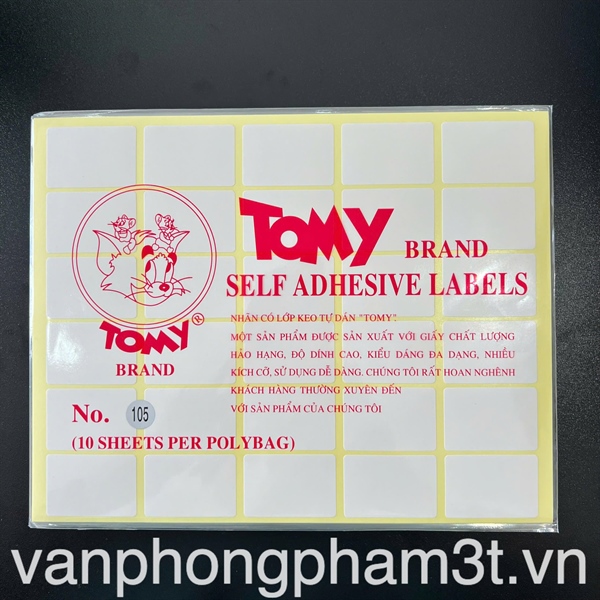 TOMY BRAND
SELF ADHESIVE LABELS
NHÃN CÓ LỚP KEO TỰ DÁN "TOMY".
MỘT SẢN PHẨM ĐƯỢC SẢN XUẤT VỚI GIẤY CHẤT LƯỢNG
HẢO HẠNG, ĐỘ DÍNH CAO, KIỂU DÁNG ĐA DẠNG, NHIỀU
KÍCH CỠ, SỬ DỤNG DỄ DÀNG. CHÚNG TÔI RẤT HOAN NGHÊNH
KHÁCH HÀNG THƯỜNG XUYÊN ĐẾN
VỚI SẢN PHẨM CỦA CHÚNG TÔI
TOMY®
BRAND
No. 105
(10 SHEETS PER POLYBAG)
vanphongpham3t.vn